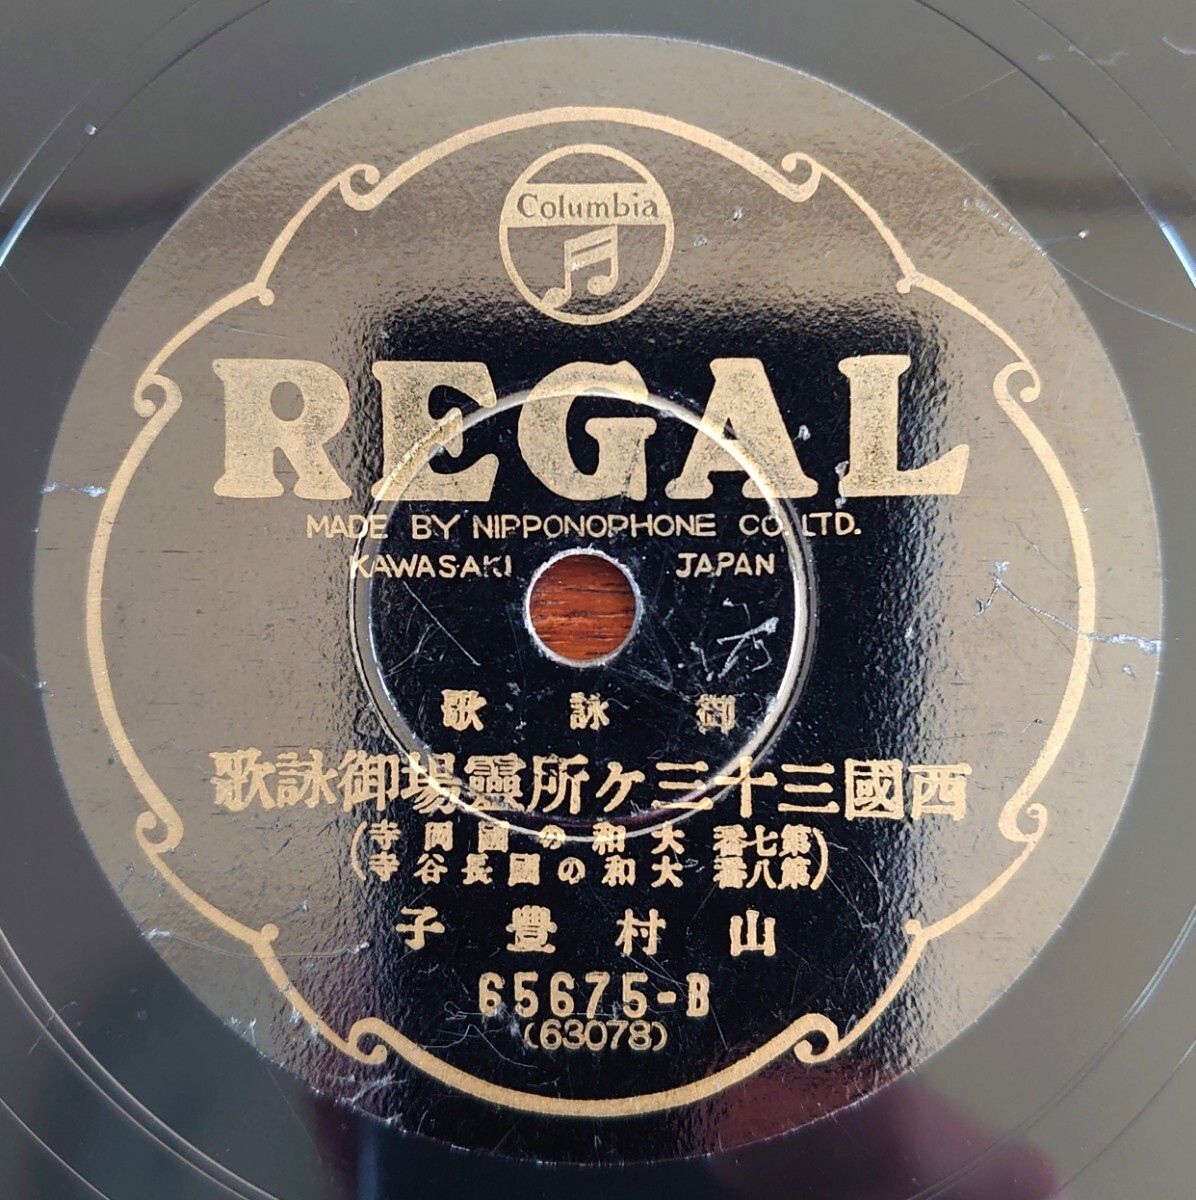 Columbia
REGAL
MADE BY NIPPONOPHONE CO. LTD.
KAWASAKI JAPAN
御詠歌
西國三十三ヶ所靈場御詠歌
(第七番 大和の國岡寺
第八番 大和の國長谷寺)
山村豊子
65675-B
(63078)